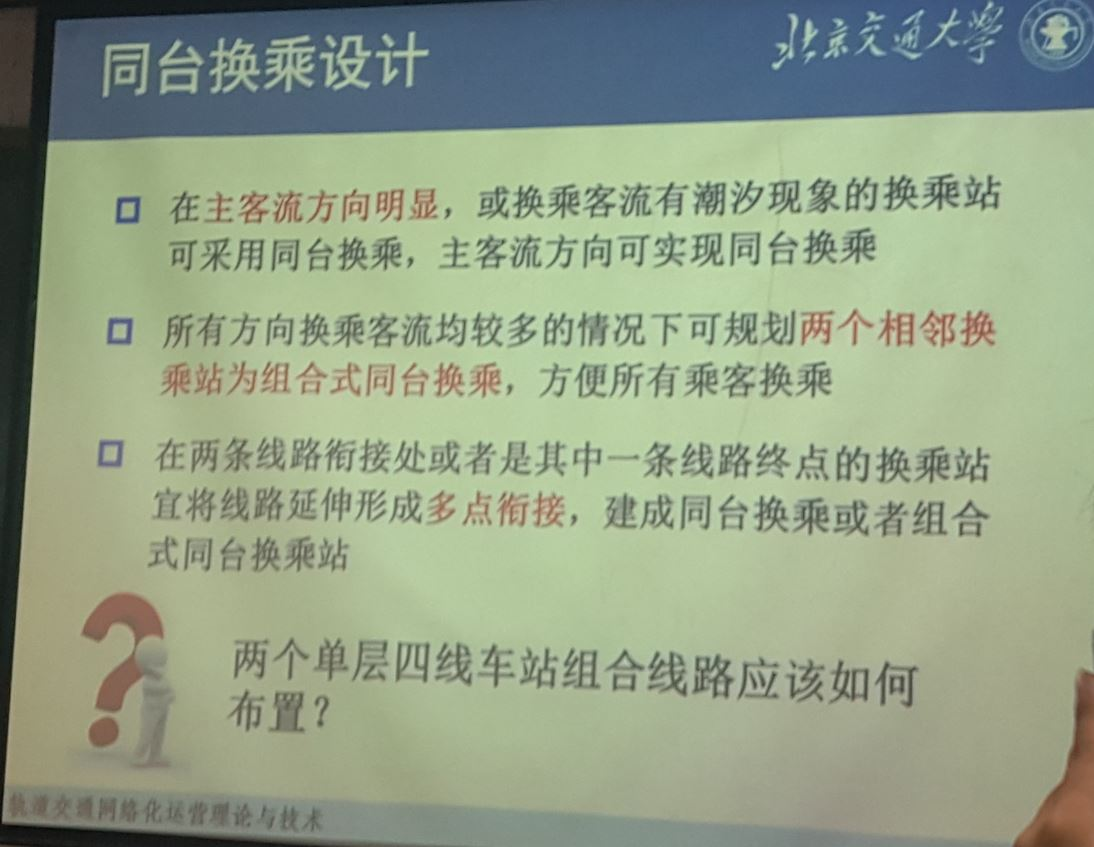 同台换乘设计
北京交通大學
在主客流方向明显，或换乘客流有潮汐现象的换乘站
可采用同台换乘，主客流方向可实现同台换乘
所有方向换乘客流均较多的情况下可规划两个相邻换
乘站为组合式同台换乘，方便所有乘客换乘
在两条线路衔接处或者是其中一条线路终点的换乘站
宜将线路延伸形成多点衔接，建成同台换乘或者组合
式同台换乘站
两个单层四线车站组合线路应该如何
布置？
轨道交通网络化运营理论与技术